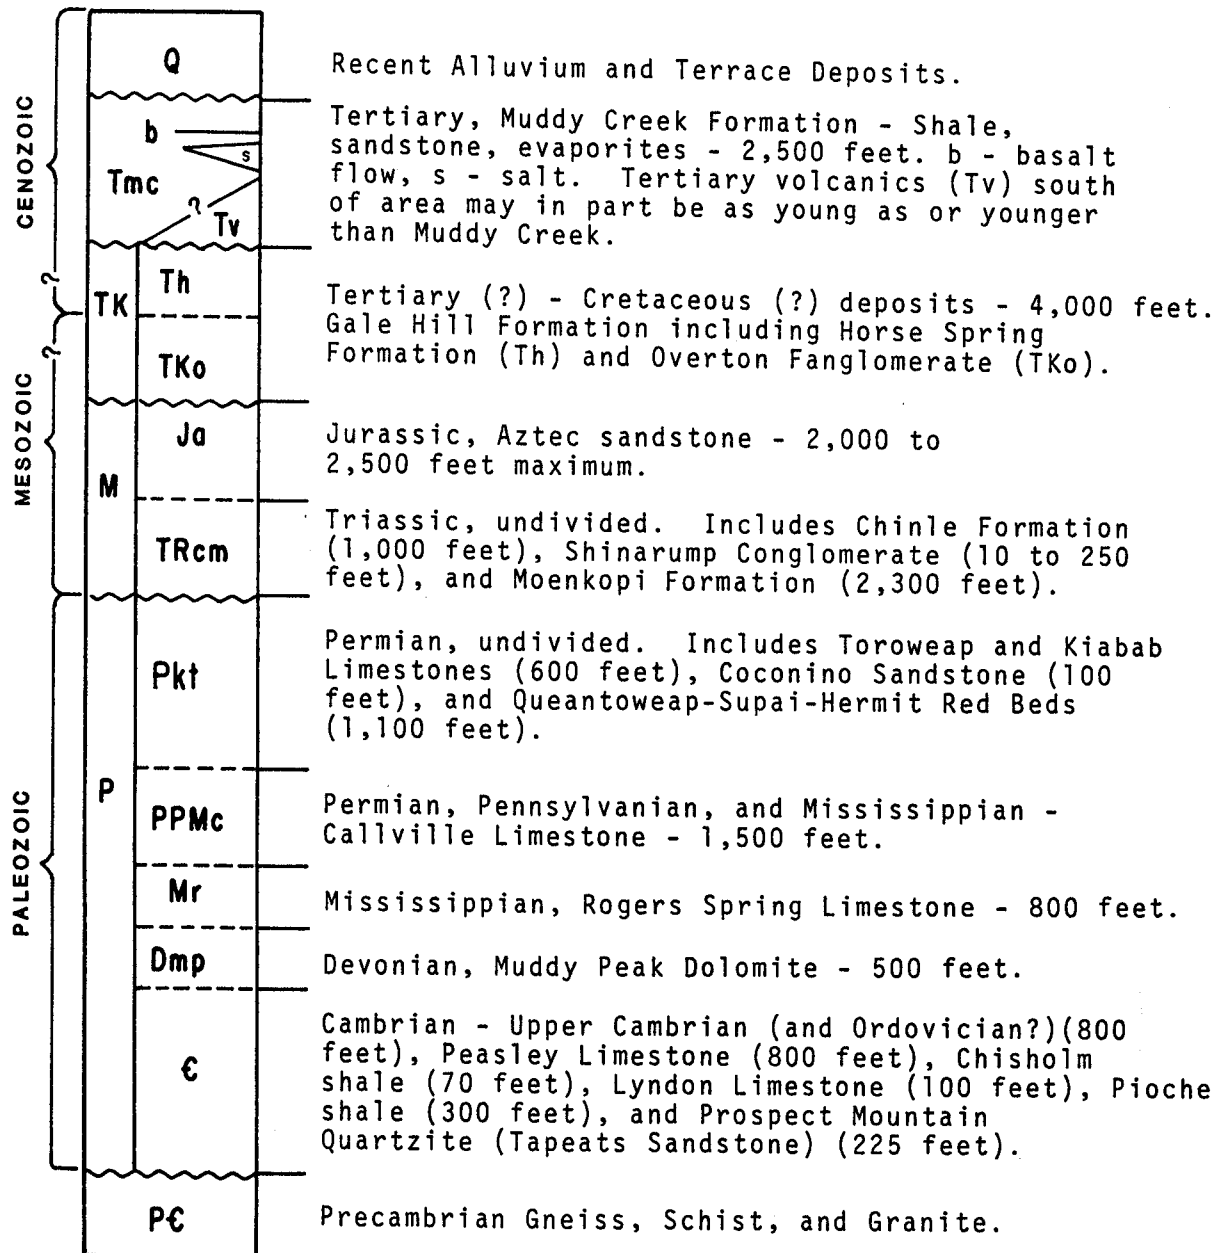 CENOZOIC
?
MESOZOIC
?
PALEOZOIC
Q
Recent Alluvium and Terrace Deposits.
b
s
Tmc
?
Tv
Tertiary, Muddy Creek Formation - Shale,
sandstone, evaporites - 2,500 feet. b - basalt
flow, s - salt. Tertiary volcanics (Tv) south
of area may in part be as young as or younger
than Muddy Creek.
TK
Th
TKo
Tertiary (?) - Cretaceous (?) deposits - 4,000 feet.
Gale Hill Formation including Horse Spring
Formation (Th) and Overton Fanglomerate (TKo).
M
Ja
Jurassic, Aztec sandstone - 2,000 to
2,500 feet maximum.
TRcm
Triassic, undivided. Includes Chinle Formation
(1,000 feet), Shinarump Conglomerate (10 to 250
feet), and Moenkopi Formation (2,300 feet).
P
Pkt
Permian, undivided. Includes Toroweap and Kiabab
Limestones (600 feet), Coconino Sandstone (100
feet), and Queantoweap-Supai-Hermit Red Beds
(1,100 feet).
PPMc
Permian, Pennsylvanian, and Mississippian -
Callville Limestone - 1,500 feet.
Mr
Mississippian, Rogers Spring Limestone - 800 feet.
Dmp
Devonian, Muddy Peak Dolomite - 500 feet.
€
Cambrian - Upper Cambrian (and Ordovician?)(800
feet), Peasley Limestone (800 feet), Chisholm
shale (70 feet), Lyndon Limestone (100 feet), Pioche
shale (300 feet), and Prospect Mountain
Quartzite (Tapeats Sandstone) (225 feet).
P€
Precambrian Gneiss, Schist, and Granite.